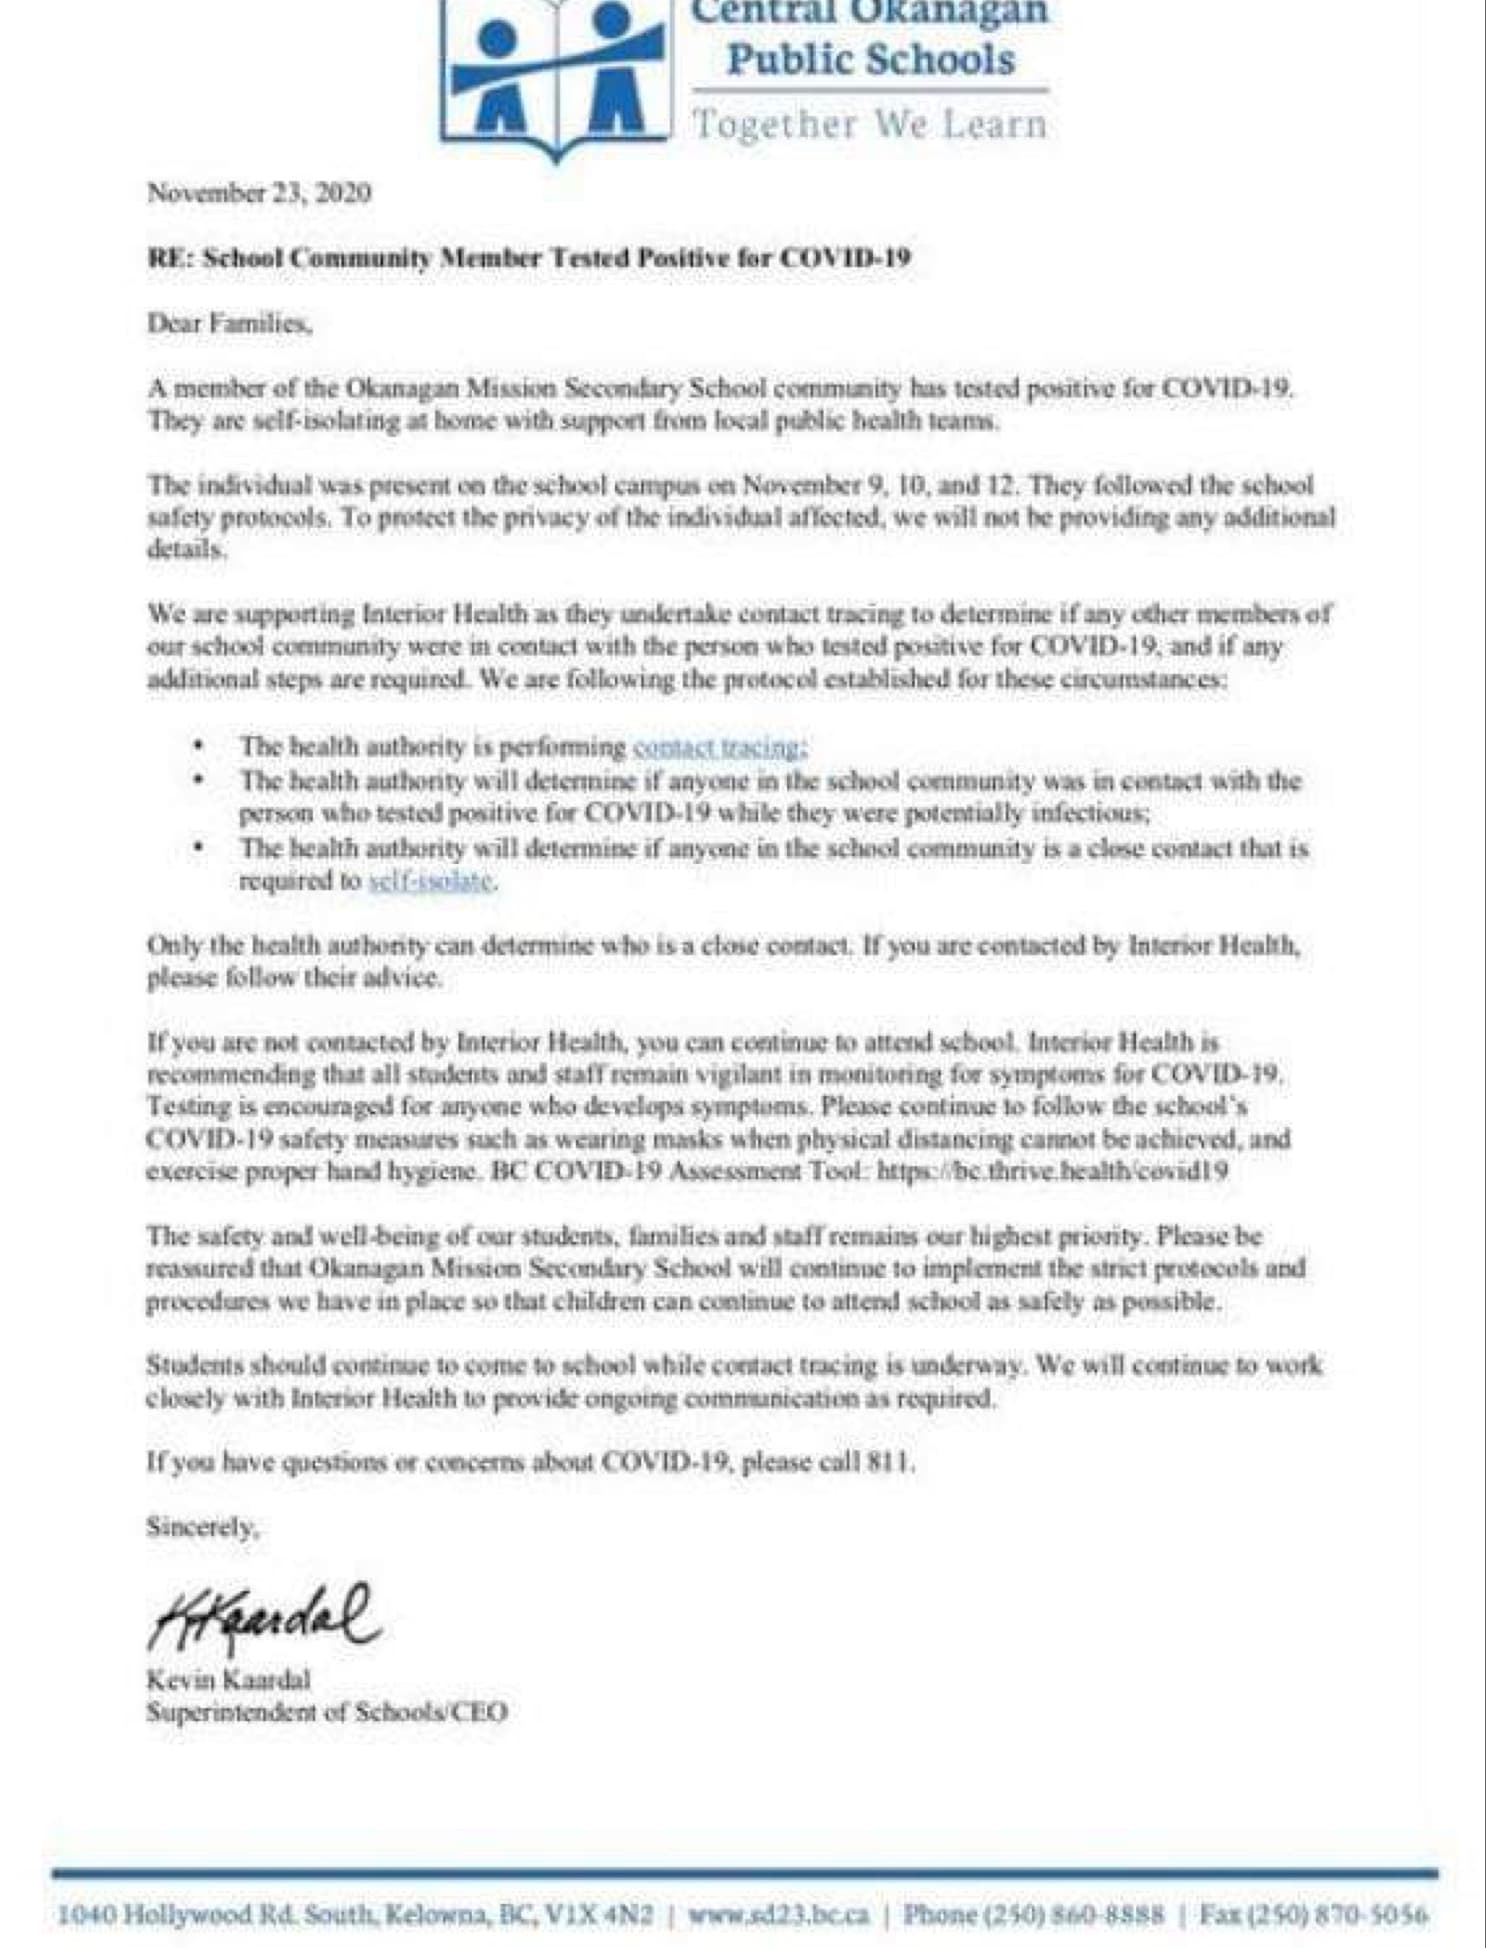 Central Okanagan
Public Schools
Together We Learn
November 23, 2020
RE: School Community Member Tested Positive for COVID-19
Dear Families,
A member of the Okanagan Mission Secondary School community has tested positive for COVID-19.
They are self-isolating at home with support from local public health teams.
The individual was present on the school campus on November 9, 10, and 12. They followed the school
safety protocols. To protect the privacy of the individual affected, we will not be providing any additional
details.
We are supporting Interior Health as they undertake contact tracing to determine if any other members of
our school community were in contact with the person who tested positive for COVID-19, and if any
additional steps are required. We are following the protocol established for these circumstances:
• The health authority is performing contact tracing;
• The health authority will determine if anyone in the school community was in contact with the
person who tested positive for COVID-19 while they were potentially infectious;
• The health authority will determine if anyone in the school community is a close contact that is
required to self-isolate.
Only the health authority can determine who is a close contact. If you are contacted by Interior Health,
please follow their advice.
If you are not contacted by Interior Health, you can continue to attend school. Interior Health is
recommending that all students and staff remain vigilant in monitoring for symptoms for COVID-19.
Testing is encouraged for anyone who develops symptoms. Please continue to follow the school's
COVID-19 safety measures such as wearing masks when physical distancing cannot be achieved, and
exercise proper hand hygiene. BC COVID-19 Assessment Tool: https://bc.thrive.health/covid19
The safety and well-being of our students, families and staff remains our highest priority. Please be
reassured that Okanagan Mission Secondary School will continue to implement the strict protocols and
procedures we have in place so that children can continue to attend school as safely as possible.
Students should continue to come to school while contact tracing is underway. We will continue to work
closely with Interior Health to provide ongoing communication as required.
If you have questions or concerns about COVID-19, please call 811.
Sincerely,
KKaardal
Kevin Kaardal
Superintendent of Schools/CEO
1040 Hollywood Rd. South, Kelowna, BC, V1X 4N2 | www.sd23.bc.ca | Phone (250) 860-8888 | Fax (250) 870-5056